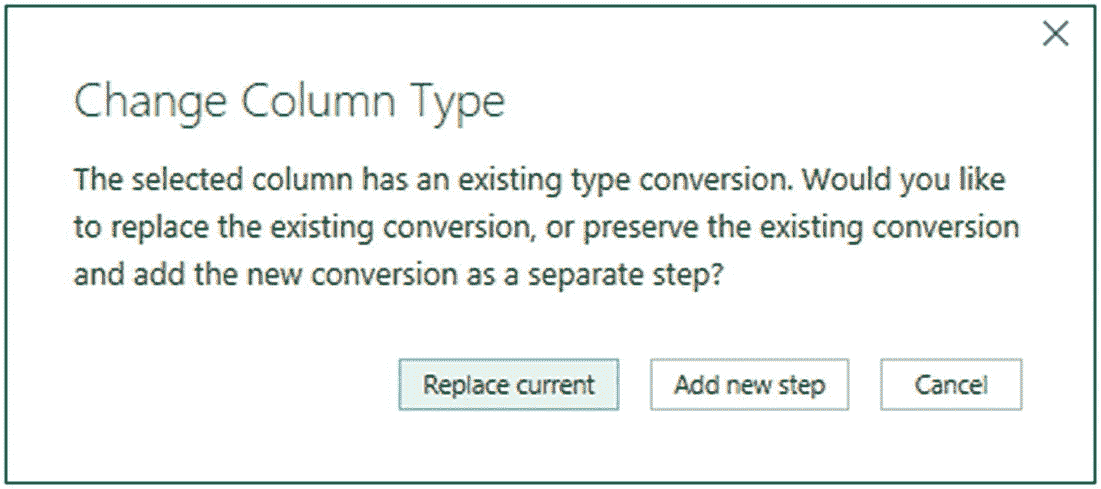 Change Column Type
The selected column has an existing type conversion. Would you like
to replace the existing conversion, or preserve the existing conversion
and add the new conversion as a separate step?
Replace current
Add new step
Cancel